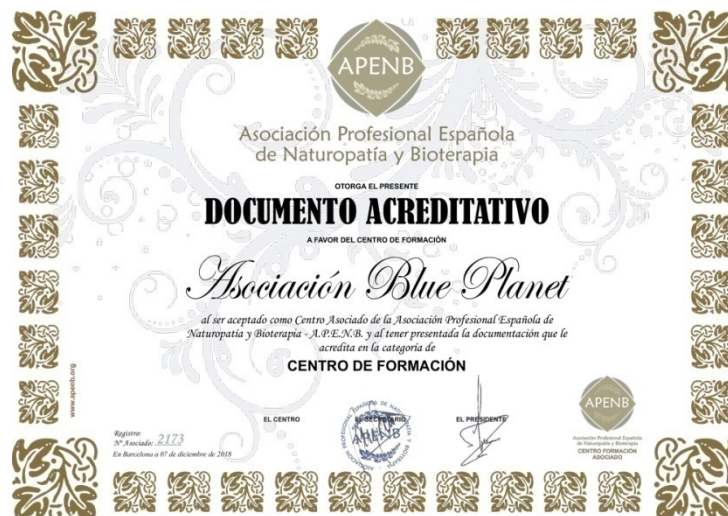 APENB
Asociación Profesional Española
de Naturopatía y Bioterapia
OTORGA EL PRESENTE
DOCUMENTO ACREDITATIVO
A FAVOR DEL CENTRO DE FORMACIÓN
Asociación Blue Planet
al ser aceptado como Centro Asociado de la Asociación Profesional Española de
Naturopatía y Bioterapia - A.P.E.N.B. y al tener presentada la documentación que le
acredita en la categoría de
CENTRO DE FORMACIÓN
www.apenb.org
EL CENTRO
EL SECRETARIO
EL PRESIDENTE
APENB
Registro:
Nº Asociado: 2173
En Barcelona a 07 de diciembre de 2018
APENB
Asociación Profesional Española
de Naturopatía y Bioterapia
CENTRO FORMACIÓN
ASOCIADO